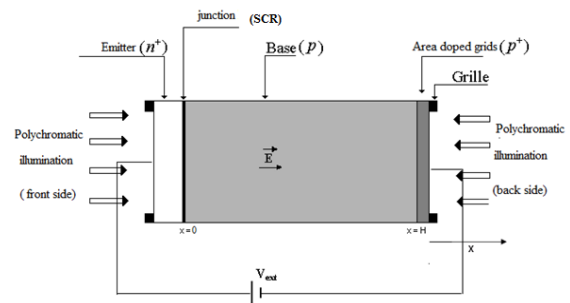 junction (SCR)
Emitter (n⁺)
Base (p)
Area doped grids (p⁺)
Grille
Polychromatic
illumination
( front side)
E
Polychromatic
illumination
(back side)
x = 0
x = H
x
Vext